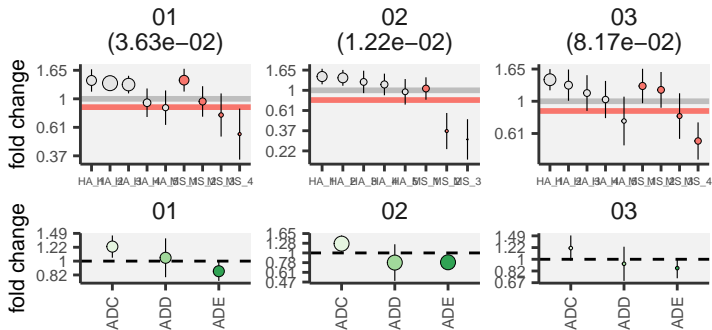 01
(3.63e−02)
02
(1.22e−02)
03
(8.17e−02)
fold change
1.65
1
0.61
0.37
1.65
1
0.61
0.37
0.22
1.65
1
0.61
01
02
03
fold change
1.49
1.22
1
0.82
1.65
1.28
1
0.78
0.61
0.47
1.49
1.22
1
0.82
0.67
ADC
ADD
ADE
ADC
ADD
ADE
ADC
ADD
ADE